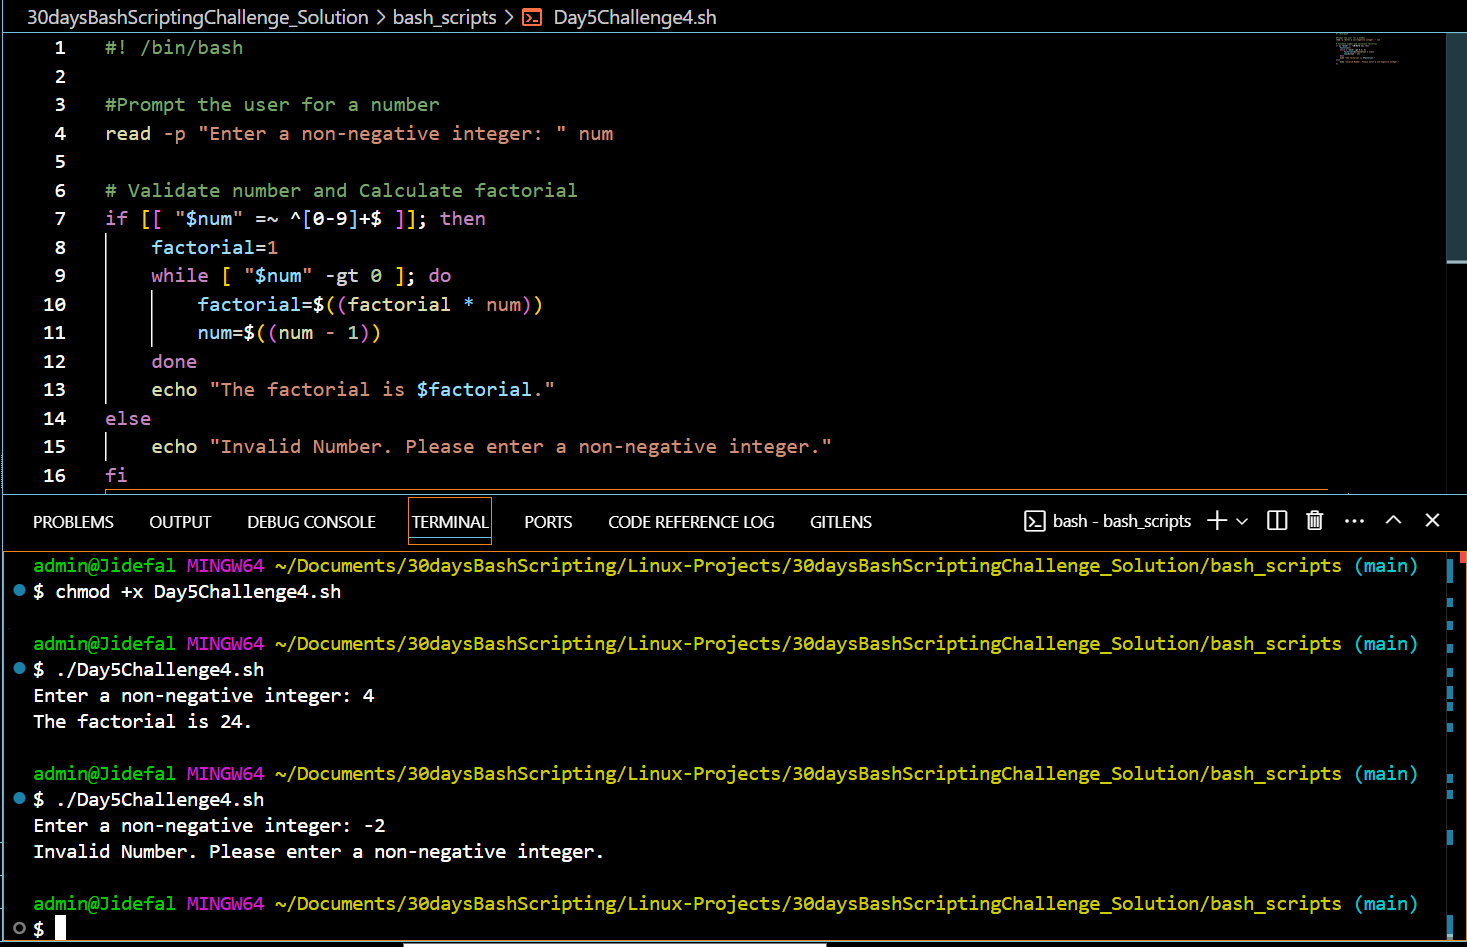 30daysBashScriptingChallenge_Solution > bash_scripts > Day5Challenge4.sh
1 #! /bin/bash
2
3 #Prompt the user for a number
4 read -p "Enter a non-negative integer: " num
5
6 # Validate number and Calculate factorial
7 if [[ "$num" =~ ^[0-9]+$ ]]; then
8     factorial=1
9     while [ "$num" -gt 0 ]; do
10         factorial=$((factorial * num))
11         num=$((num - 1))
12     done
13     echo "The factorial is $factorial."
14 else
15     echo "Invalid Number. Please enter a non-negative integer."
16 fi
PROBLEMS OUTPUT DEBUG CONSOLE TERMINAL PORTS CODE REFERENCE LOG GITLENS bash - bash_scripts
admin@Jidefal MINGW64 ~/Documents/30daysBashScripting/Linux-Projects/30daysBashScriptingChallenge_Solution/bash_scripts (main)
$ chmod +x Day5Challenge4.sh
admin@Jidefal MINGW64 ~/Documents/30daysBashScripting/Linux-Projects/30daysBashScriptingChallenge_Solution/bash_scripts (main)
$ ./Day5Challenge4.sh
Enter a non-negative integer: 4
The factorial is 24.
admin@Jidefal MINGW64 ~/Documents/30daysBashScripting/Linux-Projects/30daysBashScriptingChallenge_Solution/bash_scripts (main)
$ ./Day5Challenge4.sh
Enter a non-negative integer: -2
Invalid Number. Please enter a non-negative integer.
admin@Jidefal MINGW64 ~/Documents/30daysBashScripting/Linux-Projects/30daysBashScriptingChallenge_Solution/bash_scripts (main)
$